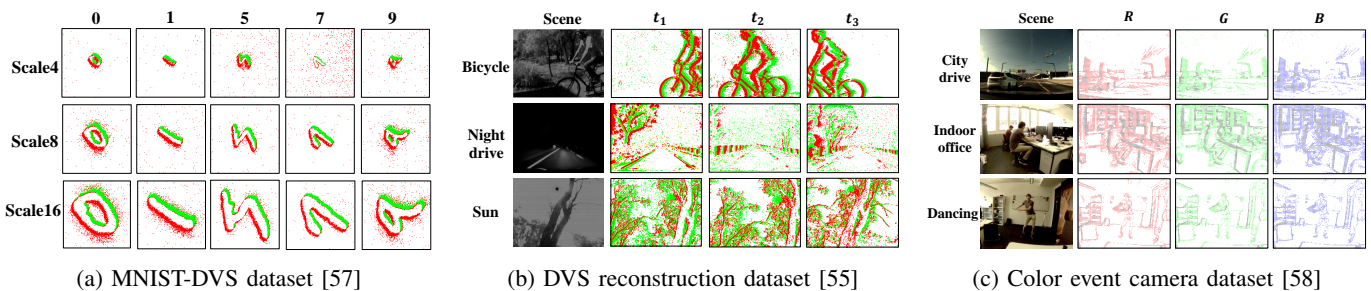 0 1 5 7 9
Scale4
Scale8
Scale16
(a) MNIST-DVS dataset [57]
Scene t₁ t₂ t₃
Bicycle
Night
drive
Sun
(b) DVS reconstruction dataset [55]
Scene R G B
City
drive
Indoor
office
Dancing
(c) Color event camera dataset [58]